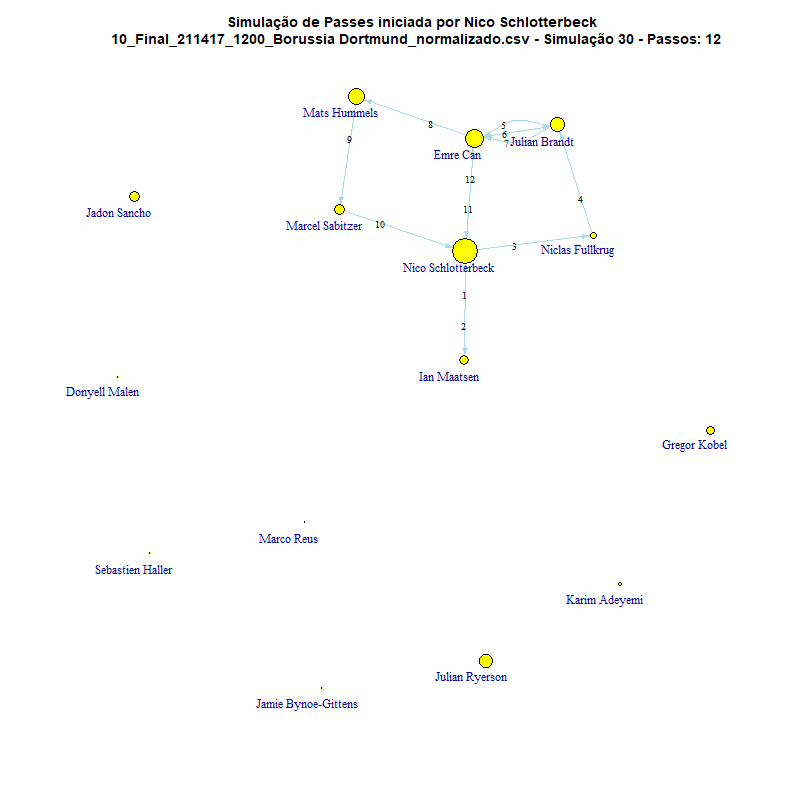 Simulação de Passes iniciada por Nico Schlotterbeck
10_Final_211417_1200_Borussia Dortmund_normalizado.csv - Simulação 30 - Passos: 12
Mats Hummels
8
5
6
7
Julian Brandt
9
Emre Can
12
4
Jadon Sancho
11
Marcel Sabitzer
10
3
Niclas Fullkrug
Nico Schlotterbeck
1
2
Ian Maatsen
Donyell Malen
Gregor Kobel
Marco Reus
Sebastien Haller
Karim Adeyemi
Julian Ryerson
Jamie Bynoe-Gittens